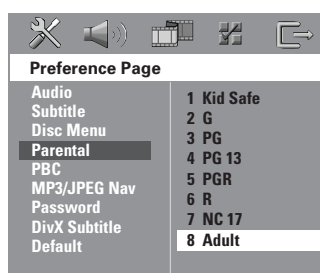 Preference Page
Audio
Subtitle
Disc Menu
Parental
PBC
MP3/JPEG Nav
Password
DivX Subtitle
Default
1 Kid Safe
2 G
3 PG
4 PG 13
5 PGR
6 R
7 NC 17
8 Adult